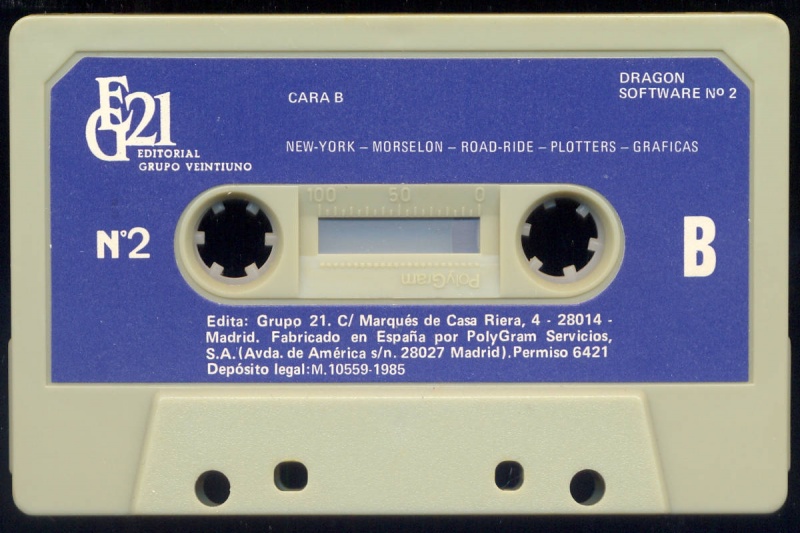 EG21
EDITORIAL
GRUPO VEINTIUNO
CARA B
DRAGON
SOFTWARE Nº 2
NEW-YORK – MORSELON – ROAD-RIDE – PLOTTERS – GRAFICAS
100 50 0
N°2
B
PolyGram
Edita: Grupo 21. C/ Marqués de Casa Riera, 4 - 28014 -
Madrid. Fabricado en España por PolyGram Servicios,
S.A. (Avda. de América s/n. 28027 Madrid). Permiso 6421
Depósito legal: M. 10559-1985